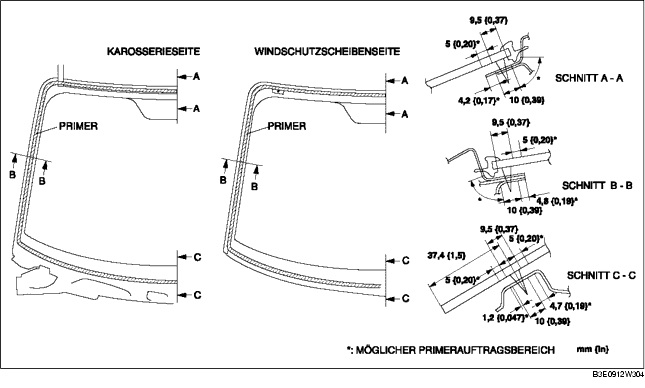 KAROSSERIESEITE
A
A
PRIMER
B
B
C
C
WINDSCHUTZSCHEIBENSEITE
A
A
PRIMER
B
B
C
C
9,5 {0,37}
5 {0,20}*
*
4,2 {0,17}*
10 {0,39}
SCHNITT A - A
9,5 {0,37}
5 {0,20}*
*
4,8 {0,19}*
10 {0,39}
SCHNITT B - B
9,5 {0,37}
5 {0,20}*
37,4 {1,5}
5 {0,20}*
4,7 {0,19}*
1,2 {0,047}*
10 {0,39}
SCHNITT C - C
*: MÖGLICHER PRIMERAUFTRAGSBEREICH mm {in}
B3E0912W304